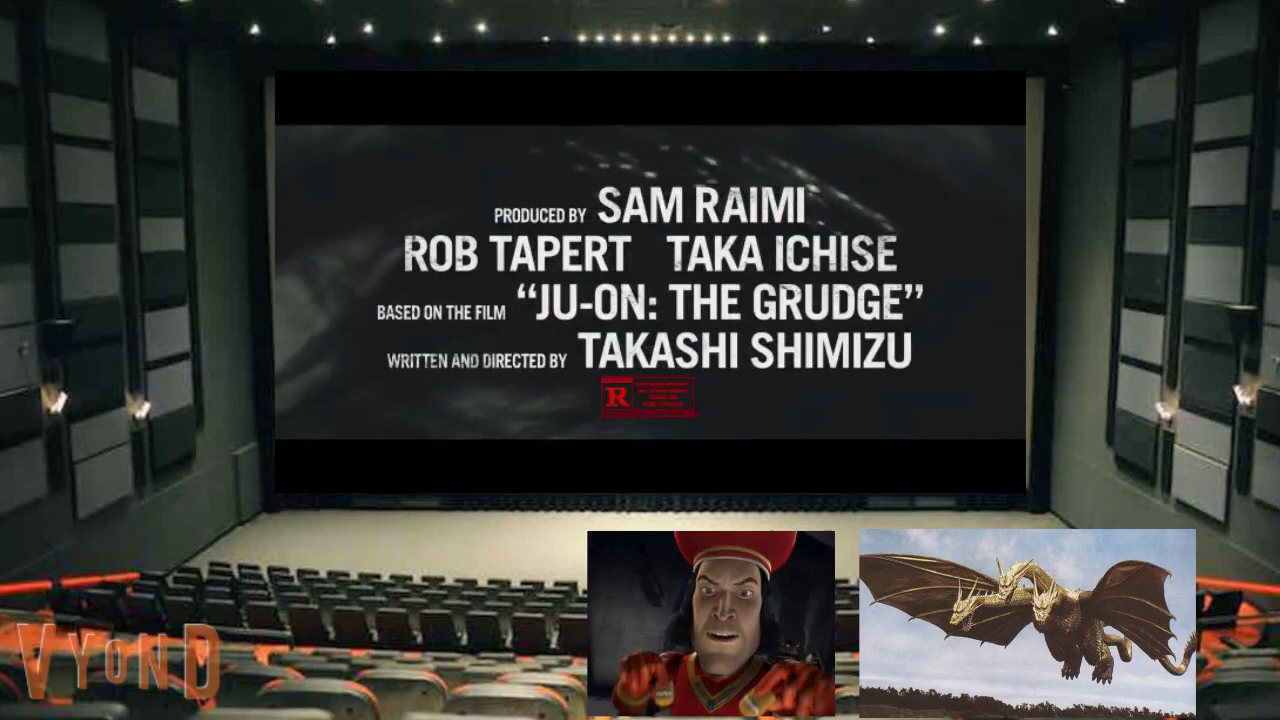 PRODUCED BY SAM RAIMI
ROB TAPERT TAKA ICHISE
BASED ON THE FILM “JU-ON: THE GRUDGE”
WRITTEN AND DIRECTED BY TAKASHI SHIMIZU
R
VYOND